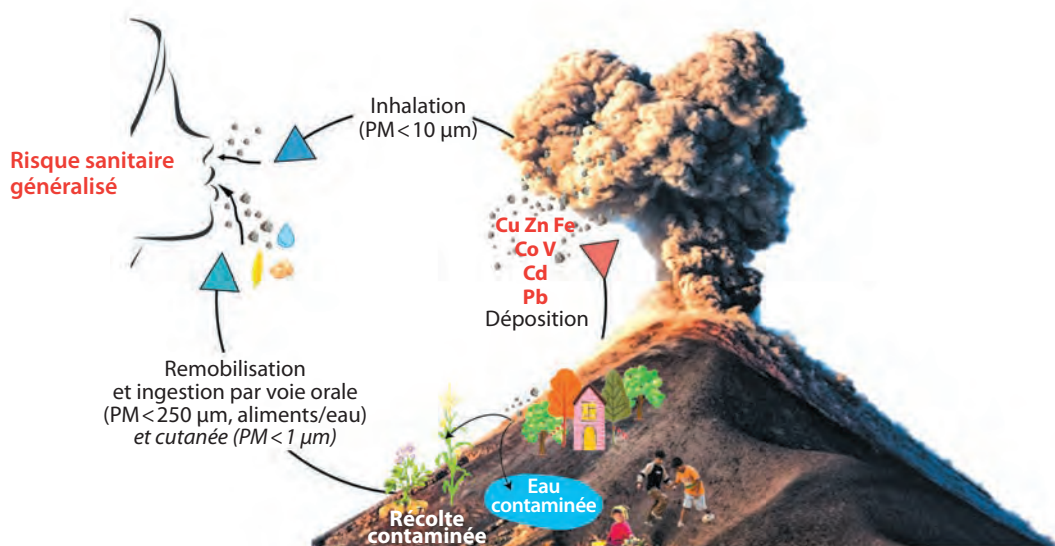 Inhalation
(PM < 10 µm)
Risque sanitaire
généralisé
Cu Zn Fe
Co V
Cd
Pb
Déposition
Remobilisation
et ingestion par voie orale
(PM < 250 µm, aliments/eau)
et cutanée (PM < 1 µm)
Eau
contaminée
Récolte
contaminée